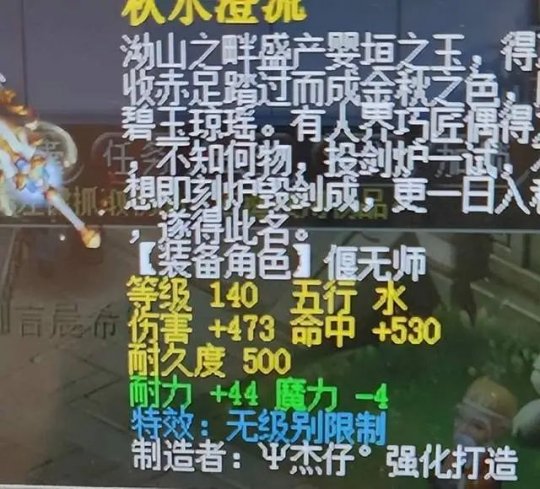 秋水澄流
泑山之畔盛产婴垣之玉，得
收赤足踏过而成金秋之色，
碧玉琼瑶。有人界巧匠偶得
，不知何物，投剑炉一试，
想即刻炉毁剑成，更一日入秋
，遂得此名。
【装备角色】偃无师
等级 140 五行 水
伤害 +473 命中 +530
耐久度 500
耐力 +44 魔力 -4
特效：无级别限制
制造者：Ψ杰仔° 强化打造